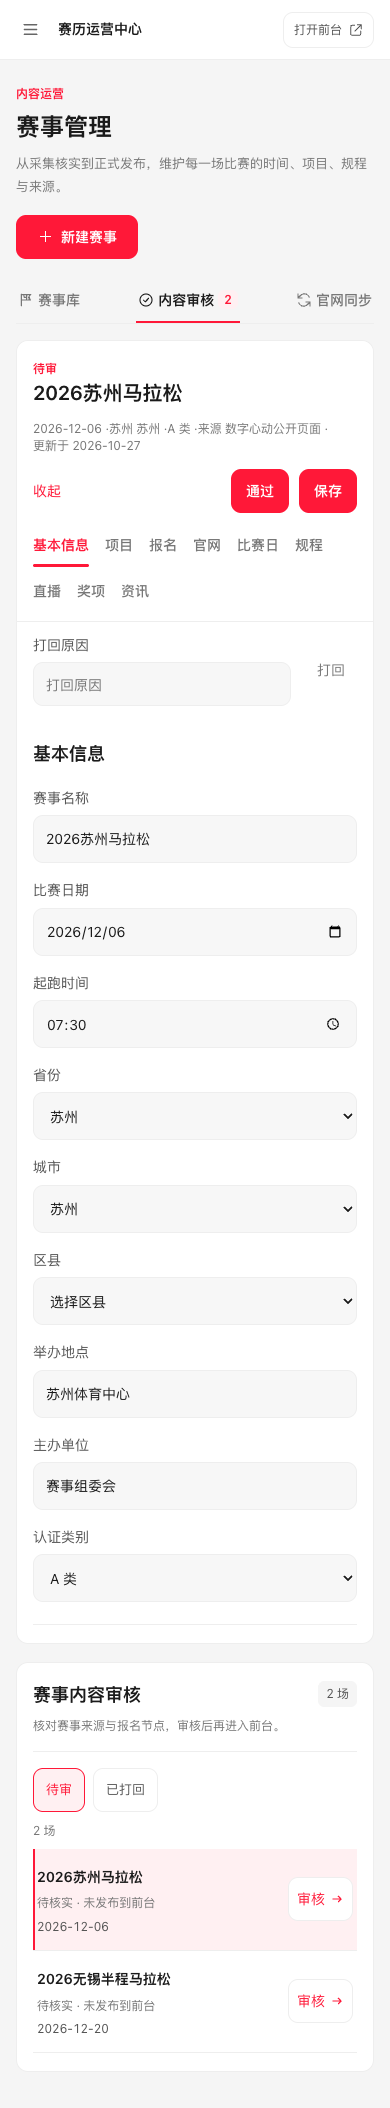 赛历运营中心
打开前台
内容运营
赛事管理
从采集核实到正式发布，维护每一场比赛的时间、项目、规程
与来源。
新建赛事
赛事库
内容审核 2
官网同步
待审
2026苏州马拉松
2026-12-06 ·苏州 苏州 ·A 类 ·来源 数字心动公开页面 ·
更新于 2026-10-27
收起
通过
保存
基本信息 项目 报名 官网 比赛日 规程
直播 奖项 资讯
打回原因
打回原因
打回
基本信息
赛事名称
2026苏州马拉松
比赛日期
2026/12/06
起跑时间
07:30
省份
苏州
城市
苏州
区县
选择区县
举办地点
苏州体育中心
主办单位
赛事组委会
认证类别
A 类
赛事内容审核
2 场
核对赛事来源与报名节点，审核后再进入前台。
待审
已打回
2 场
2026苏州马拉松
待核实 · 未发布到前台
2026-12-06
审核 →
2026无锡半程马拉松
待核实 · 未发布到前台
2026-12-20
审核 →